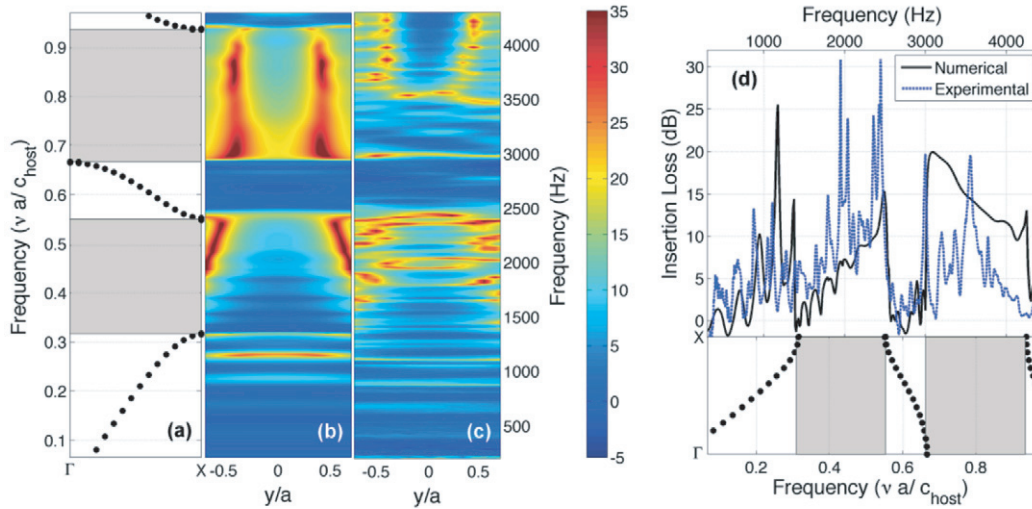 Frequency (ν a/ c_host)
0.9
0.8
0.7
0.6
0.5
0.4
0.3
0.2
0.1
(a)
Γ X
(b)
-0.5 0 0.5
y/a
(c)
-0.5 0 0.5
y/a
4000
3500
3000
2500
2000
1500
1000
500
Frequency (Hz)
35
30
25
20
15
10
5
0
-5
Frequency (Hz)
1000 2000 3000 4000
(d)
Numerical
Experimental
Insertion Loss (dB)
30
25
20
15
10
5
0
X
Γ
0.2 0.4 0.6 0.8
Frequency (ν a/ c_host)